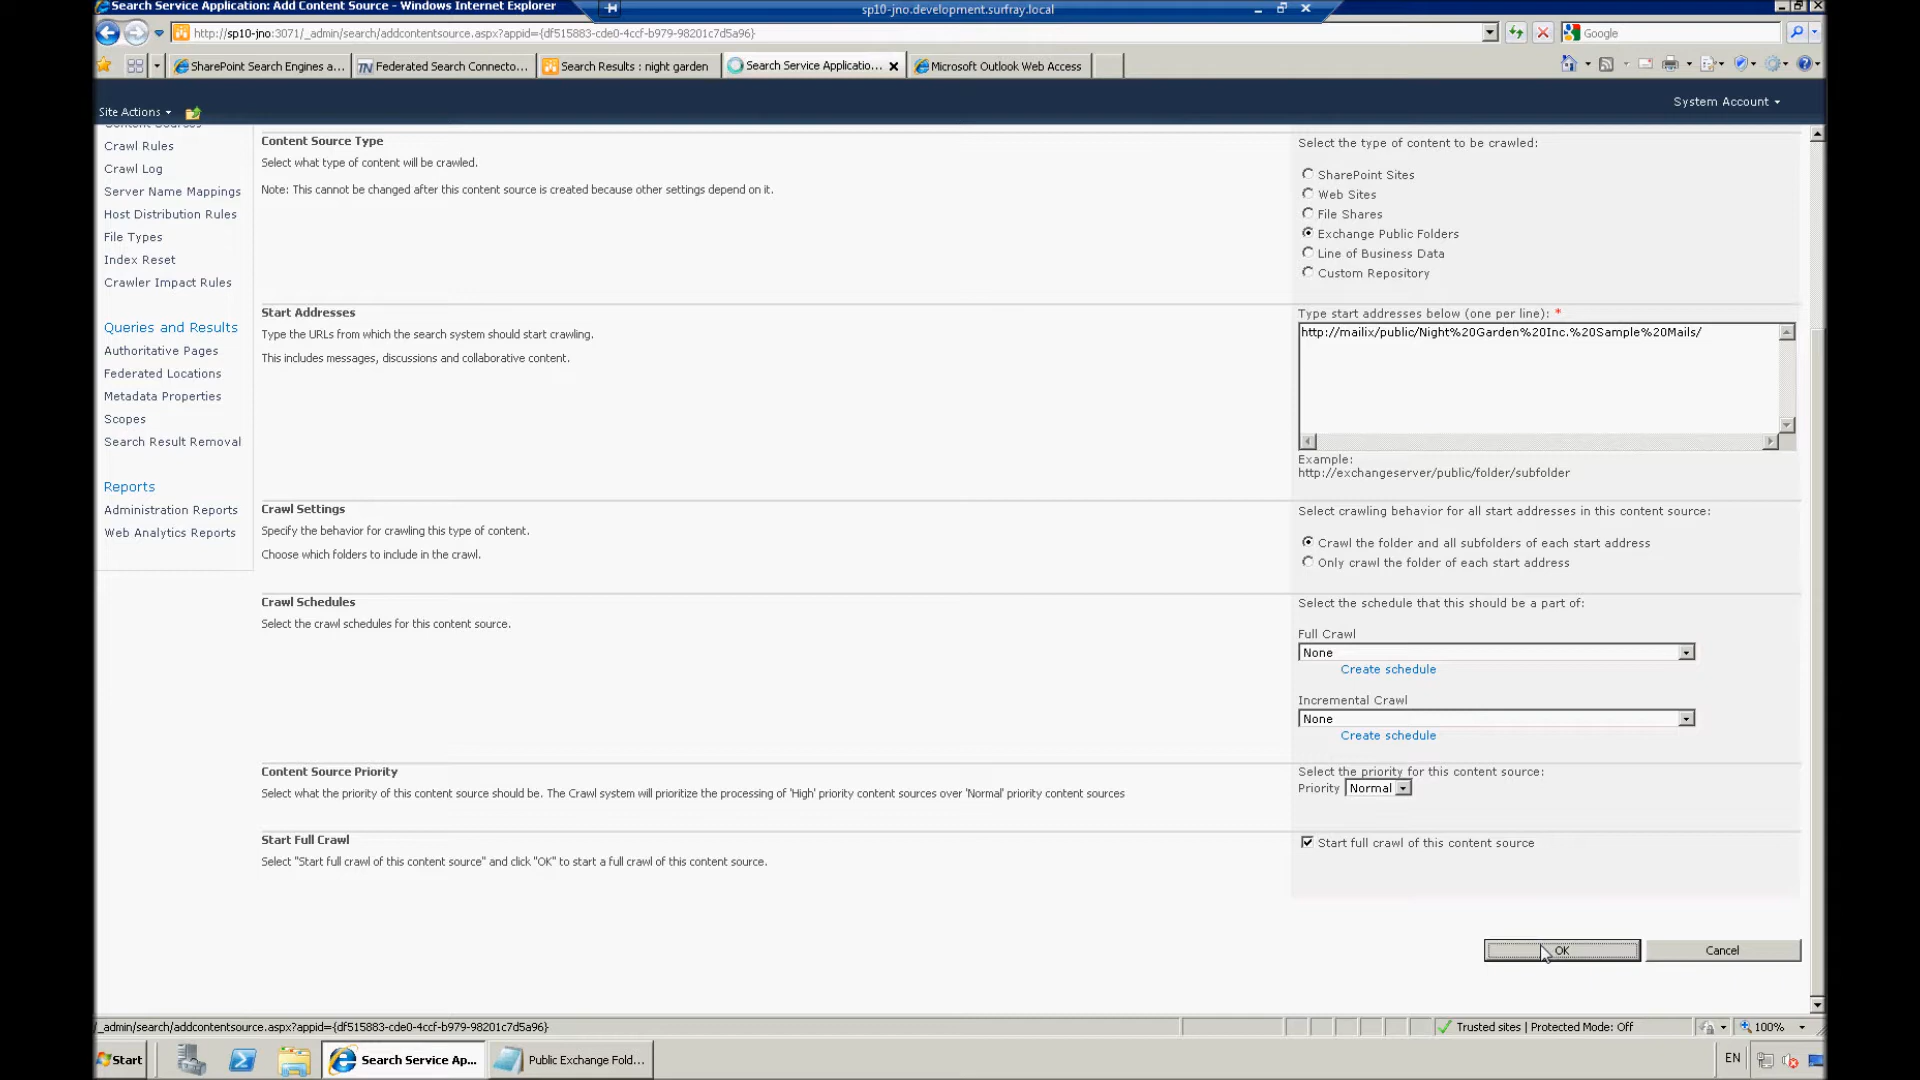 Search Service Application: Add Content Source - Windows Internet Explorer
sp10-jno.development.surfray.local
http://sp10-jno:3071/_admin/search/addcontentsource.aspx?appid={df515883-cde0-4ccf-b979-98201c7d5a96}
Google
SharePoint Search Engines a...
Federated Search Connecto...
Search Results : night garden
Search Service Applicatio...
Microsoft Outlook Web Access
Site Actions
System Account
Content Sources
Crawl Rules
Crawl Log
Server Name Mappings
Host Distribution Rules
File Types
Index Reset
Crawler Impact Rules
Queries and Results
Authoritative Pages
Federated Locations
Metadata Properties
Scopes
Search Result Removal
Reports
Administration Reports
Web Analytics Reports
Content Source Type
Select what type of content will be crawled.
Note: This cannot be changed after this content source is created because other settings depend on it.
Select the type of content to be crawled:
SharePoint Sites
Web Sites
File Shares
Exchange Public Folders
Line of Business Data
Custom Repository
Start Addresses
Type the URLs from which the search system should start crawling.
This includes messages, discussions and collaborative content.
Type start addresses below (one per line): *
http://mailix/public/Night%20Garden%20Inc.%20Sample%20Mails/
Example:
http://exchangeserver/public/folder/subfolder
Crawl Settings
Specify the behavior for crawling this type of content.
Choose which folders to include in the crawl.
Select crawling behavior for all start addresses in this content source:
Crawl the folder and all subfolders of each start address
Only crawl the folder of each start address
Crawl Schedules
Select the crawl schedules for this content source.
Select the schedule that this should be a part of:
Full Crawl
None
Create schedule
Incremental Crawl
None
Create schedule
Content Source Priority
Select what the priority of this content source should be. The Crawl system will prioritize the processing of 'High' priority content sources over 'Normal' priority content sources
Select the priority for this content source:
Priority Normal
Start Full Crawl
Select "Start full crawl of this content source" and click "OK" to start a full crawl of this content source.
Start full crawl of this content source
OK
Cancel
/_admin/search/addcontentsource.aspx?appid={df515883-cde0-4ccf-b979-98201c7d5a96}
Trusted sites | Protected Mode: Off
100%
Start
Search Service Ap...
Public Exchange Fold...
EN